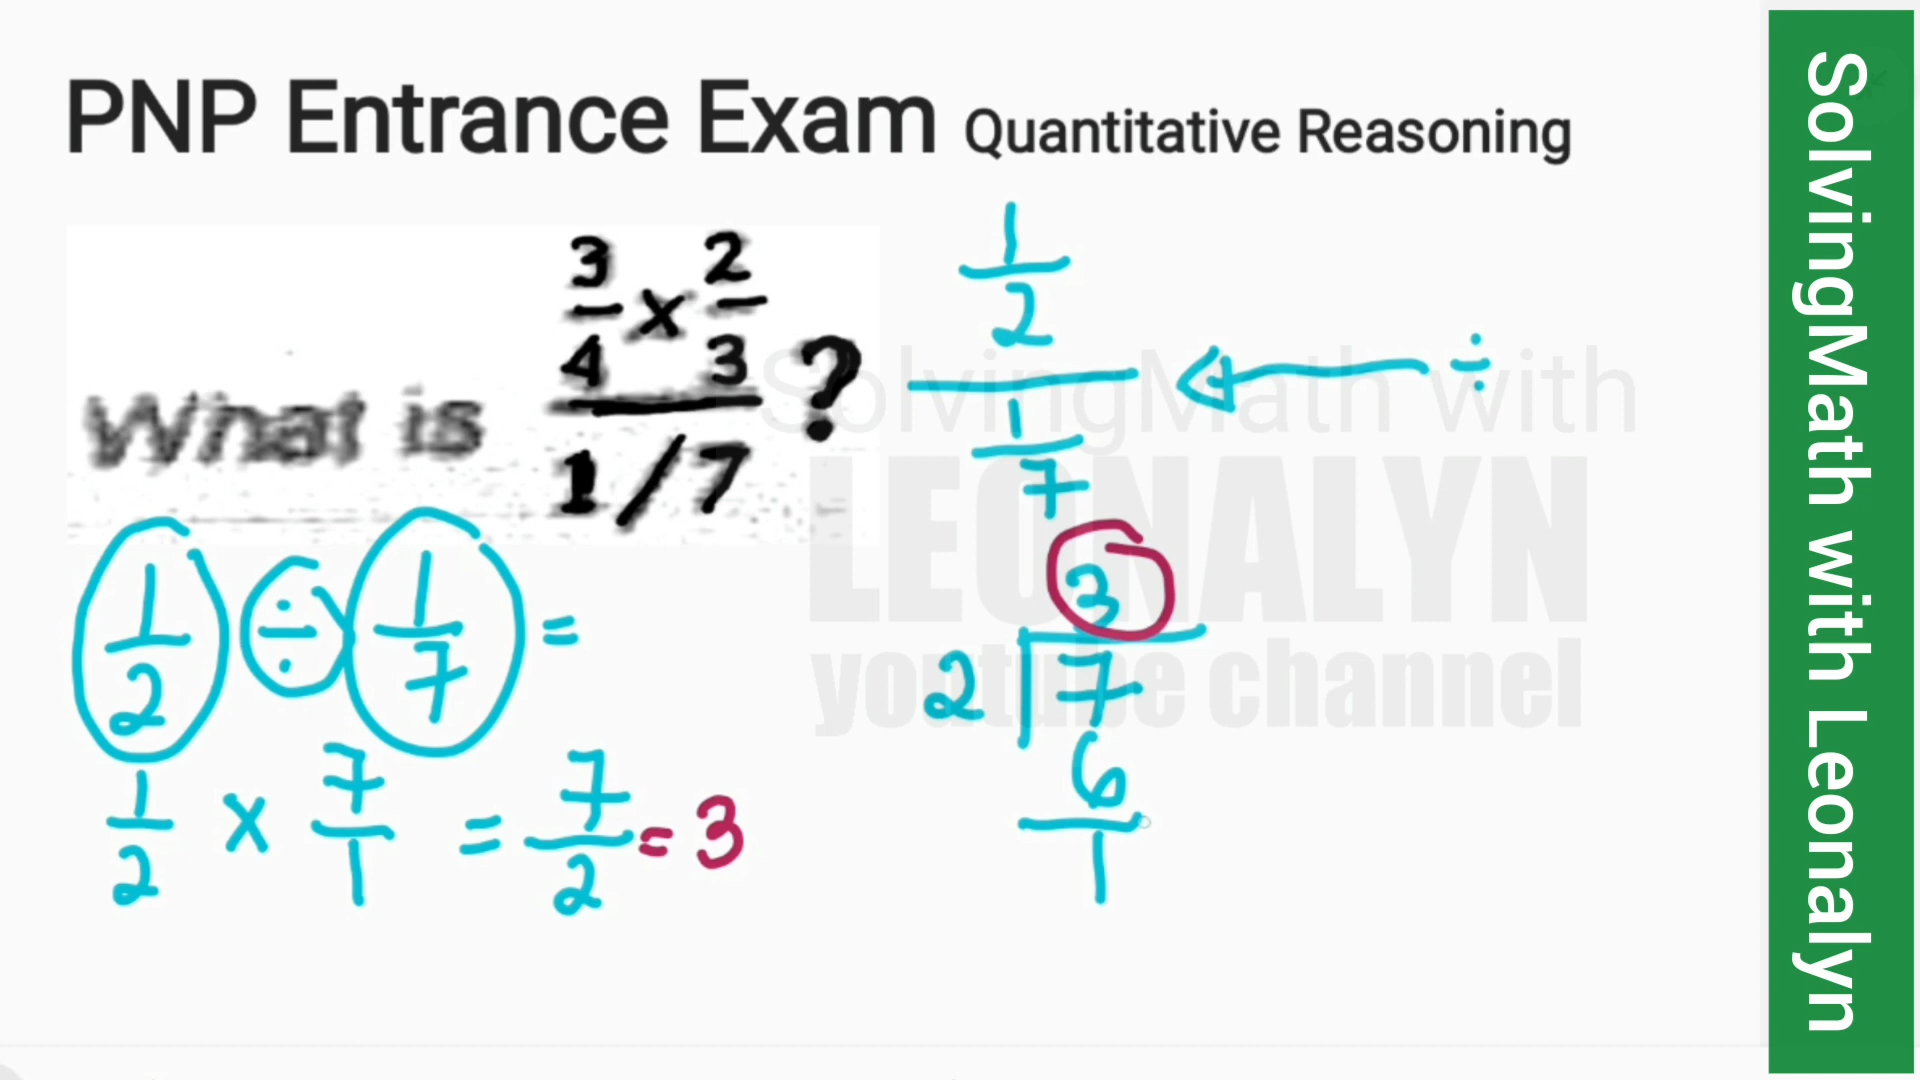 PNP Entrance Exam Quantitative Reasoning
What is 3/4 x 2/3 / 1/7 ?
1/2
1/7
÷
1/2 ÷ 1/7 =
1/2 x 7/1 = 7/2 = 3
3
2 7
6
1
SolvingMath with
LEONALYN
youtube channel
SolvingMath with Leonalyn